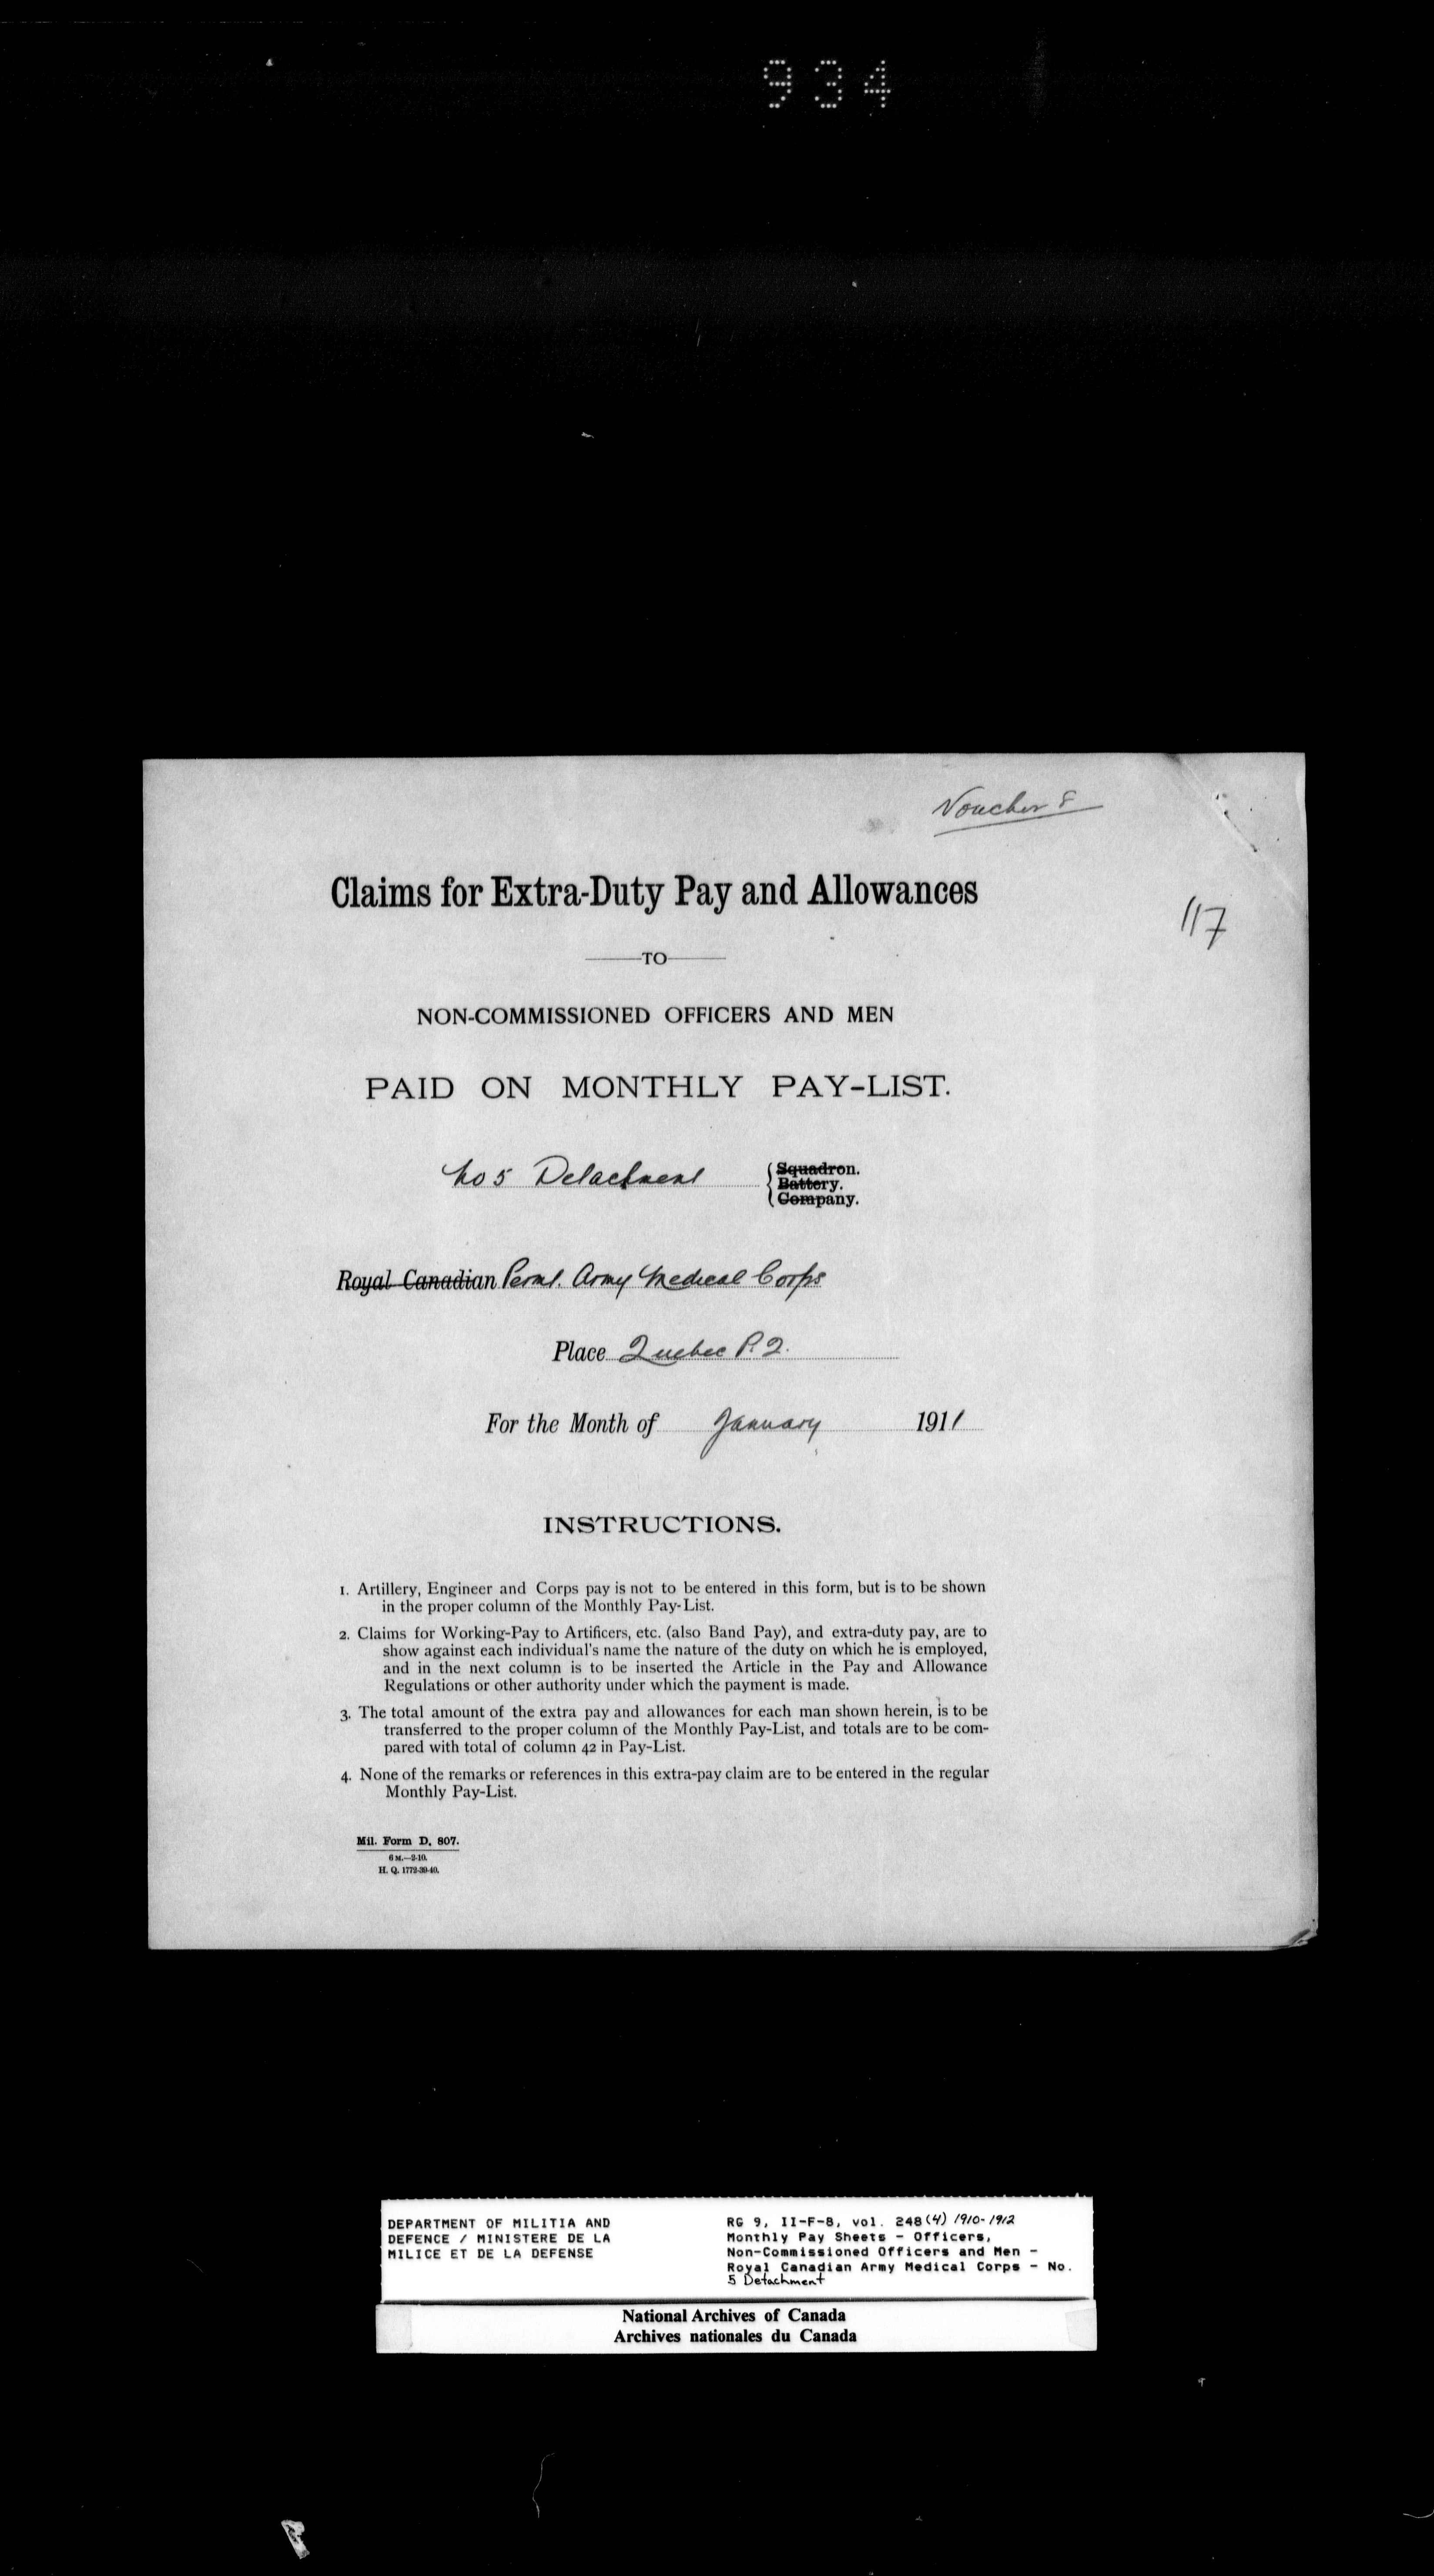 934
Voucher 8
Claims for Extra-Duty Pay and Allowances
117
TO
NON-COMMISSIONED OFFICERS AND MEN
PAID ON MONTHLY PAY-LIST.
No 5 Detachment
Squadron.
Battery.
Company.
Royal Canadian Permt. Army Medical Corps
Place Quebec P.Q.
For the Month of January 1911
INSTRUCTIONS.
1. Artillery, Engineer and Corps pay is not to be entered in this form, but is to be shown
in the proper column of the Monthly Pay-List.
2. Claims for Working-Pay to Artificers, etc. (also Band Pay), and extra-duty pay, are to
show against each individual's name the nature of the duty on which he is employed,
and in the next column is to be inserted the Article in the Pay and Allowance
Regulations or other authority under which the payment is made.
3. The total amount of the extra pay and allowances for each man shown herein, is to be
transferred to the proper column of the Monthly Pay-List, and totals are to be com-
pared with total of column 42 in Pay-List.
4. None of the remarks or references in this extra-pay claim are to be entered in the regular
Monthly Pay-List.
Mil. Form D. 807.
6 M.—2-10.
H. Q. 1772-39-40.
DEPARTMENT OF MILITIA AND
DEFENCE / MINISTERE DE LA
MILICE ET DE LA DEFENSE
RG 9, II-F-8, vol. 248 (4) 1910-1912
Monthly Pay Sheets - Officers,
Non-Commissioned Officers and Men -
Royal Canadian Army Medical Corps - No.
5 Detachment
National Archives of Canada
Archives nationales du Canada